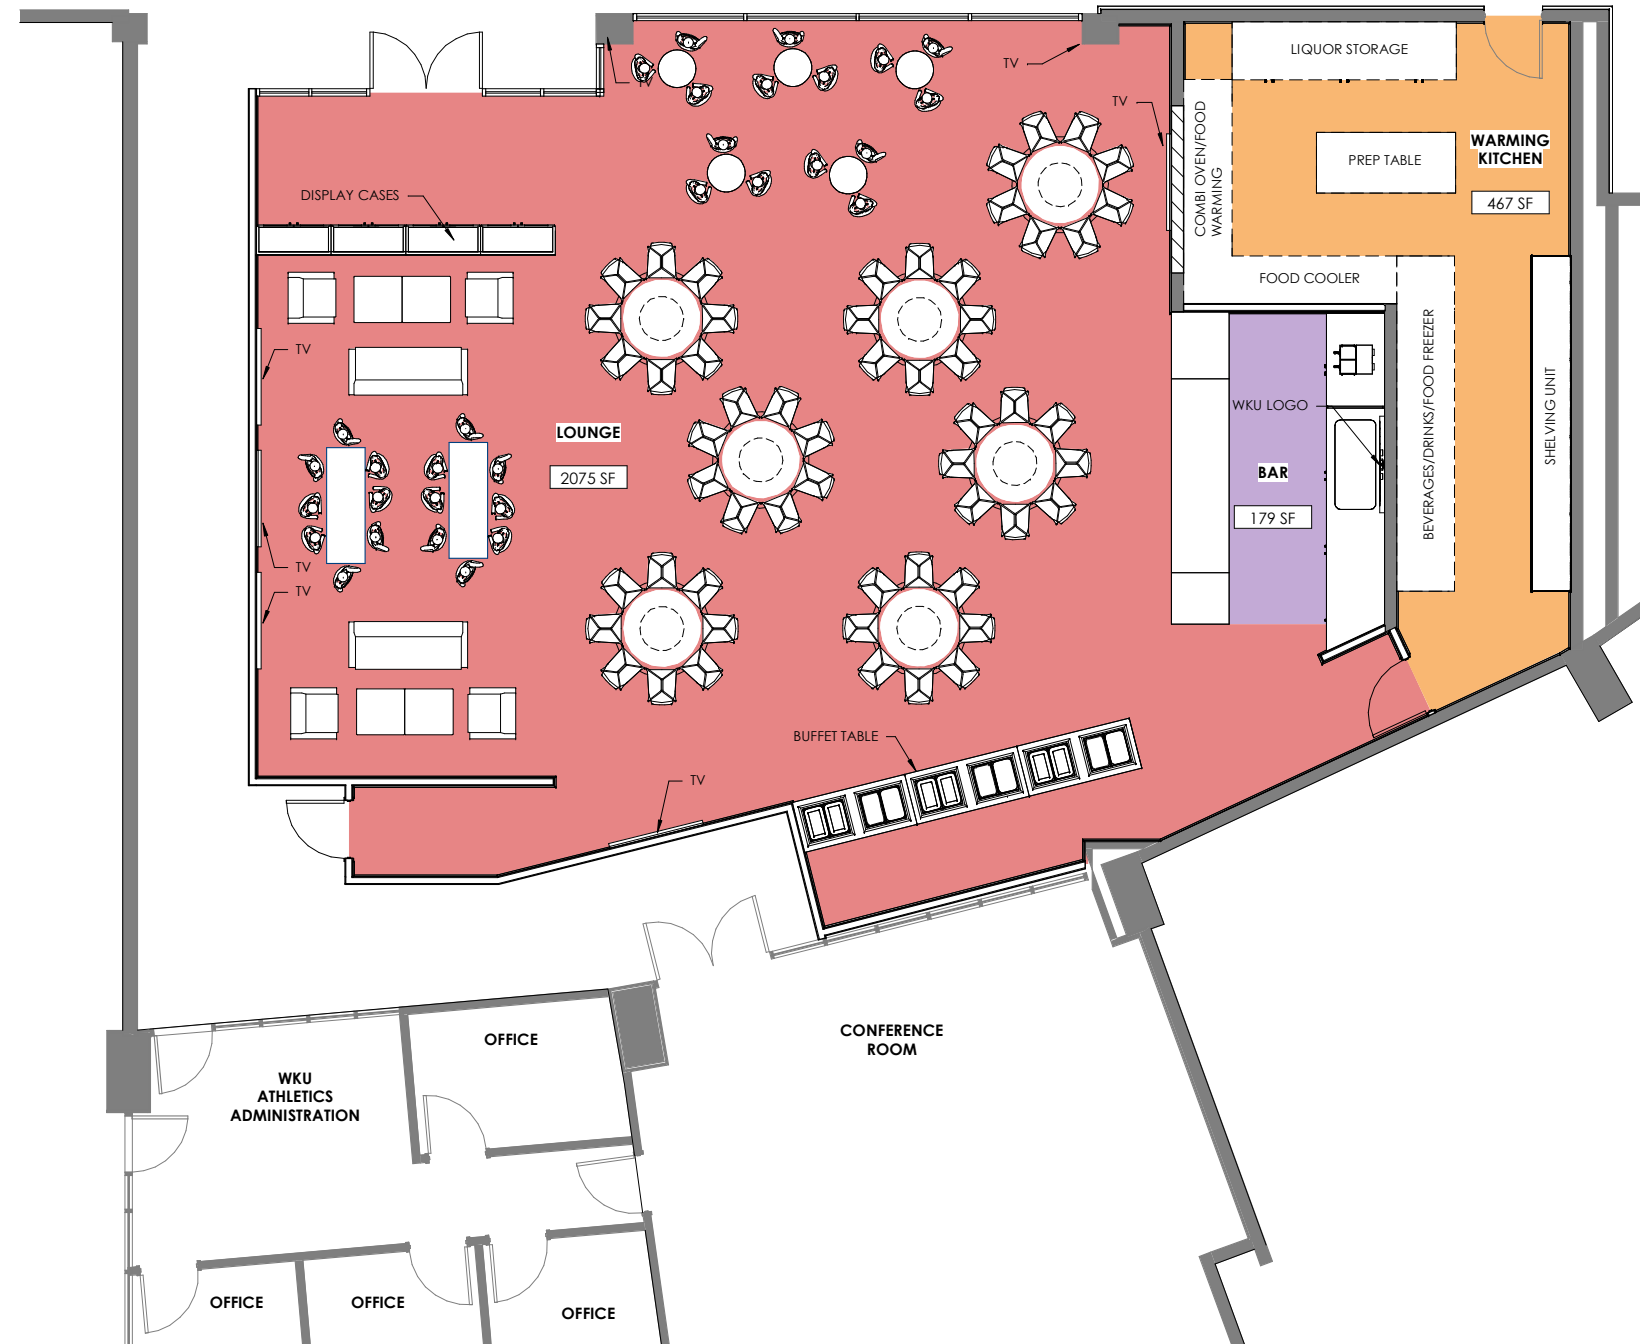 LIQUOR STORAGE
TV
TV
TV
COMBI OVEN/FOOD
WARMING
PREP TABLE
WARMING
KITCHEN
467 SF
DISPLAY CASES
FOOD COOLER
TV
BEVERAGES/DRINKS/FOOD FREEZER
SHELVING UNIT
WKU LOGO
LOUNGE
2075 SF
BAR
179 SF
TV
TV
BUFFET TABLE
TV
CONFERENCE
ROOM
OFFICE
WKU
ATHLETICS
ADMINISTRATION
OFFICE
OFFICE
OFFICE